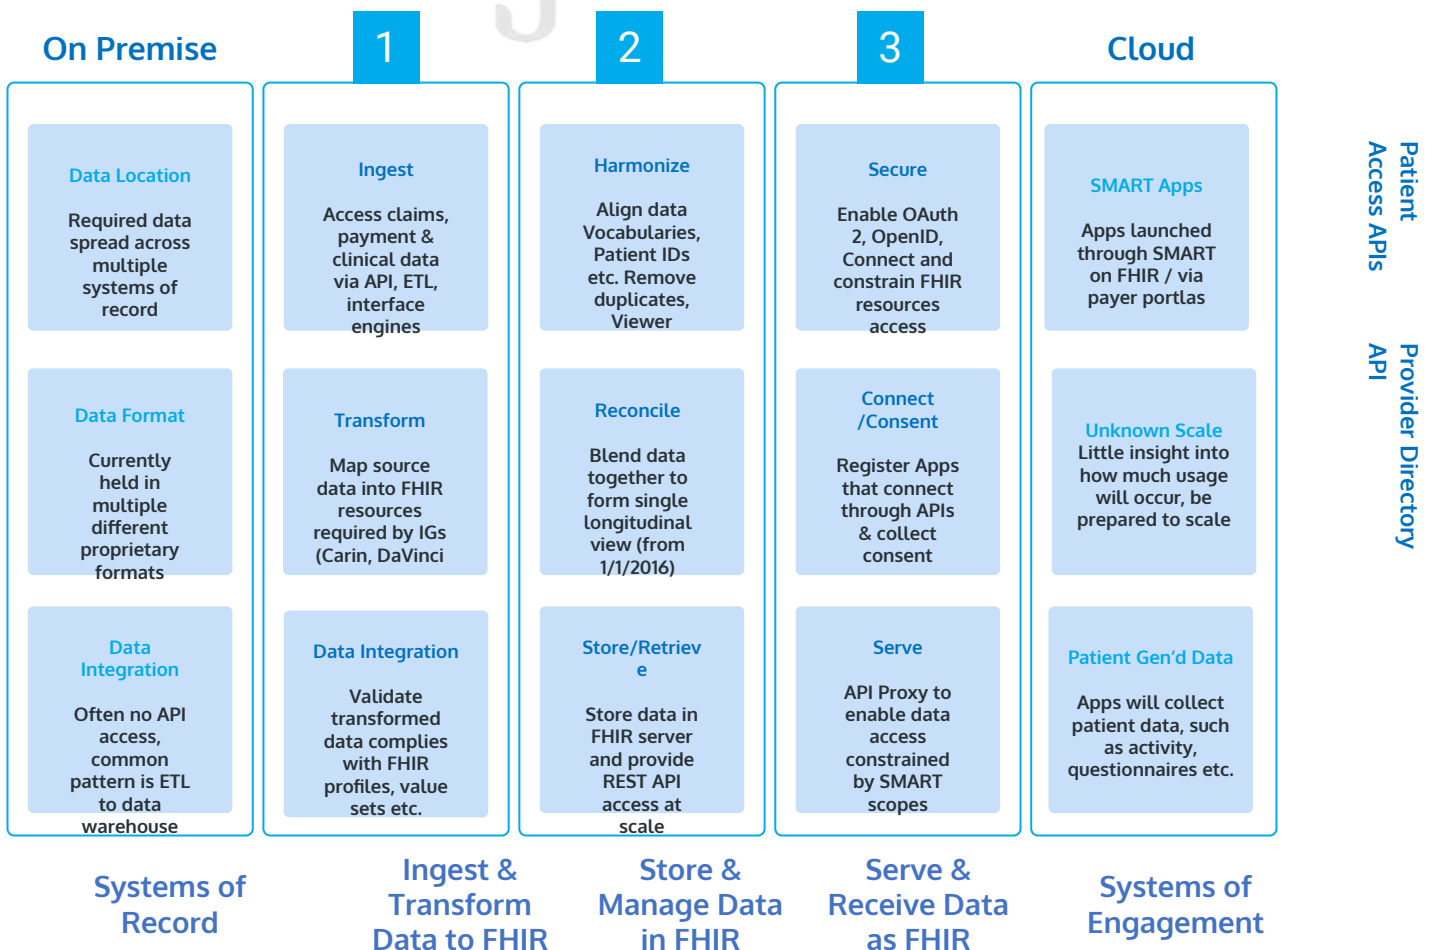 On Premise
1
2
3
Cloud
Data Location
Required data
spread across
multiple
systems of
record
Data Format
Currently
held in
multiple
different
proprietary
formats
Data
Integration
Often no API
access,
common
pattern is ETL
to data
warehouse
Ingest
Access claims,
payment &
clinical data
via API, ETL,
interface
engines
Transform
Map source
data into FHIR
resources
required by IGs
(Carin, DaVinci
Data Integration
Validate
transformed
data complies
with FHIR
profiles, value
sets etc.
Harmonize
Align data
Vocabularies,
Patient IDs
etc. Remove
duplicates,
Viewer
Reconcile
Blend data
together to
form single
longitudinal
view (from
1/1/2016)
Store/Retriev
e
Store data in
FHIR server
and provide
REST API
access at
scale
Secure
Enable OAuth
2, OpenID,
Connect and
constrain FHIR
resources
access
Connect
/Consent
Register Apps
that connect
through APIs
& collect
consent
Serve
API Proxy to
enable data
access
constrained
by SMART
scopes
SMART Apps
Apps launched
through SMART
on FHIR / via
payer portlas
Unknown Scale
Little insight into
how much usage
will occur, be
prepared to scale
Patient Gen’d Data
Apps will collect
patient data, such
as activity,
questionnaires etc.
Patient
Access APIs
Provider Directory
API
Systems of
Record
Ingest &
Transform
Data to FHIR
Store &
Manage Data
in FHIR
Serve &
Receive Data
as FHIR
Systems of
Engagement